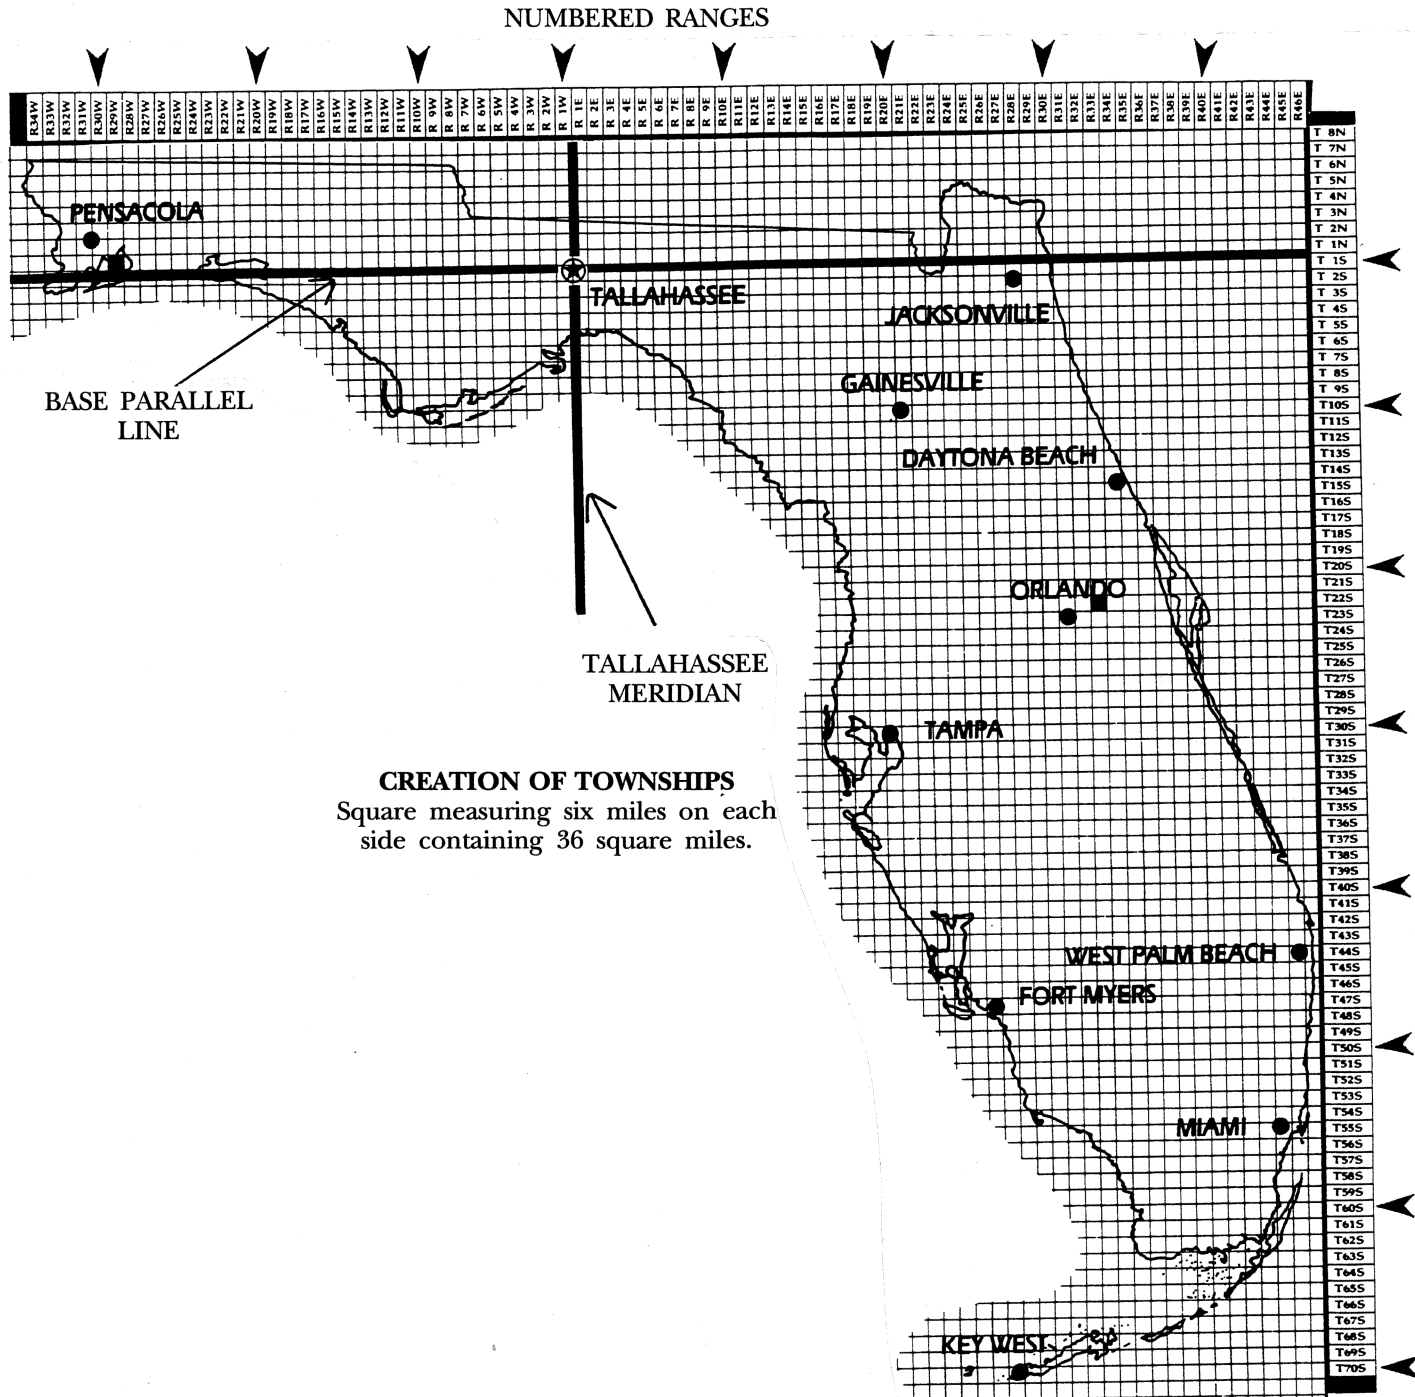 NUMBERED RANGES
R34W R33W R32W R31W R30W R29W R28W R27W R26W R25W R24W R23W R22W R21W R20W R19W R18W R17W R16W R15W R14W R13W R12W R11W R10W R 9W R 8W R 7W R 6W R 5W R 4W R 3W R 2W R 1W R 1E R 2E R 3E R 4E R 5E R 6E R 7E R 8E R 9E R10E R11E R12E R13E R14E R15E R16E R17E R18E R19E R20E R21E R22E R23E R24E R25E R26E R27E R28E R29E R30E R31E R32E R33E R34E R35E R36E R37E R38E R39E R40E R41E R42E R43E R44E R45E R46E
T 8N
T 7N
T 6N
T 5N
T 4N
T 3N
T 2N
T 1N
T 1S
T 2S
T 3S
T 4S
T 5S
T 6S
T 7S
T 8S
T 9S
T10S
T11S
T12S
T13S
T14S
T15S
T16S
T17S
T18S
T19S
T20S
T21S
T22S
T23S
T24S
T25S
T26S
T27S
T28S
T29S
T30S
T31S
T32S
T33S
T34S
T35S
T36S
T37S
T38S
T39S
T40S
T41S
T42S
T43S
T44S
T45S
T46S
T47S
T48S
T49S
T50S
T51S
T52S
T53S
T54S
T55S
T56S
T57S
T58S
T59S
T60S
T61S
T62S
T63S
T64S
T65S
T66S
T67S
T68S
T69S
T70S
PENSACOLA
TALLAHASSEE
JACKSONVILLE
GAINESVILLE
BASE PARALLEL
LINE
DAYTONA BEACH
ORLANDO
TALLAHASSEE
MERIDIAN
TAMPA
CREATION OF TOWNSHIPS
Square measuring six miles on each
side containing 36 square miles.
WEST PALM BEACH
FORT MYERS
MIAMI
KEY WEST